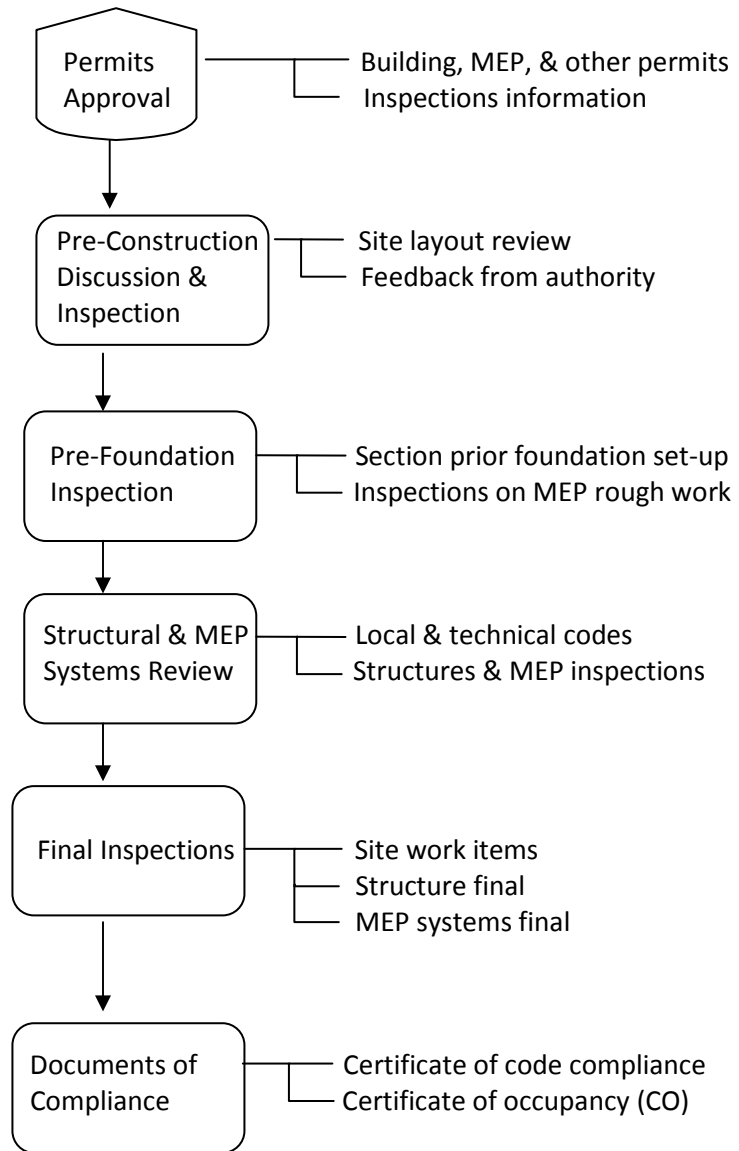 Permits
Approval
Building, MEP, & other permits
Inspections information
Pre-Construction
Discussion &
Inspection
Site layout review
Feedback from authority
Pre-Foundation
Inspection
Section prior foundation set-up
Inspections on MEP rough work
Structural & MEP
Systems Review
Local & technical codes
Structures & MEP inspections
Final Inspections
Site work items
Structure final
MEP systems final
Documents of
Compliance
Certificate of code compliance
Certificate of occupancy (CO)